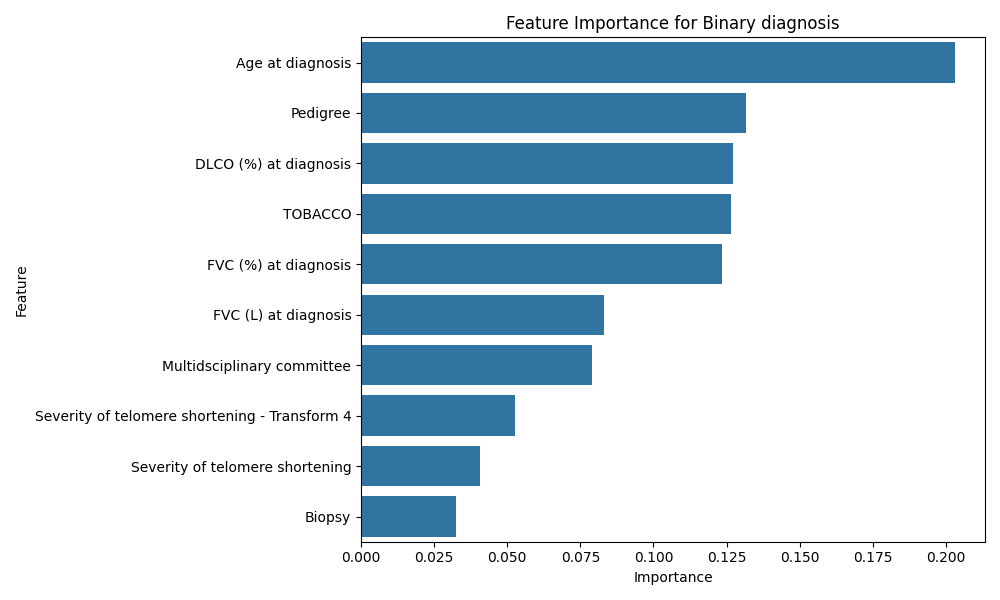 Feature Importance for Binary diagnosis
Age at diagnosis
Pedigree
DLCO (%) at diagnosis
TOBACCO
FVC (%) at diagnosis
FVC (L) at diagnosis
Multidsciplinary committee
Severity of telomere shortening - Transform 4
Severity of telomere shortening
Biopsy
Feature
0.000 0.025 0.050 0.075 0.100 0.125 0.150 0.175 0.200
Importance